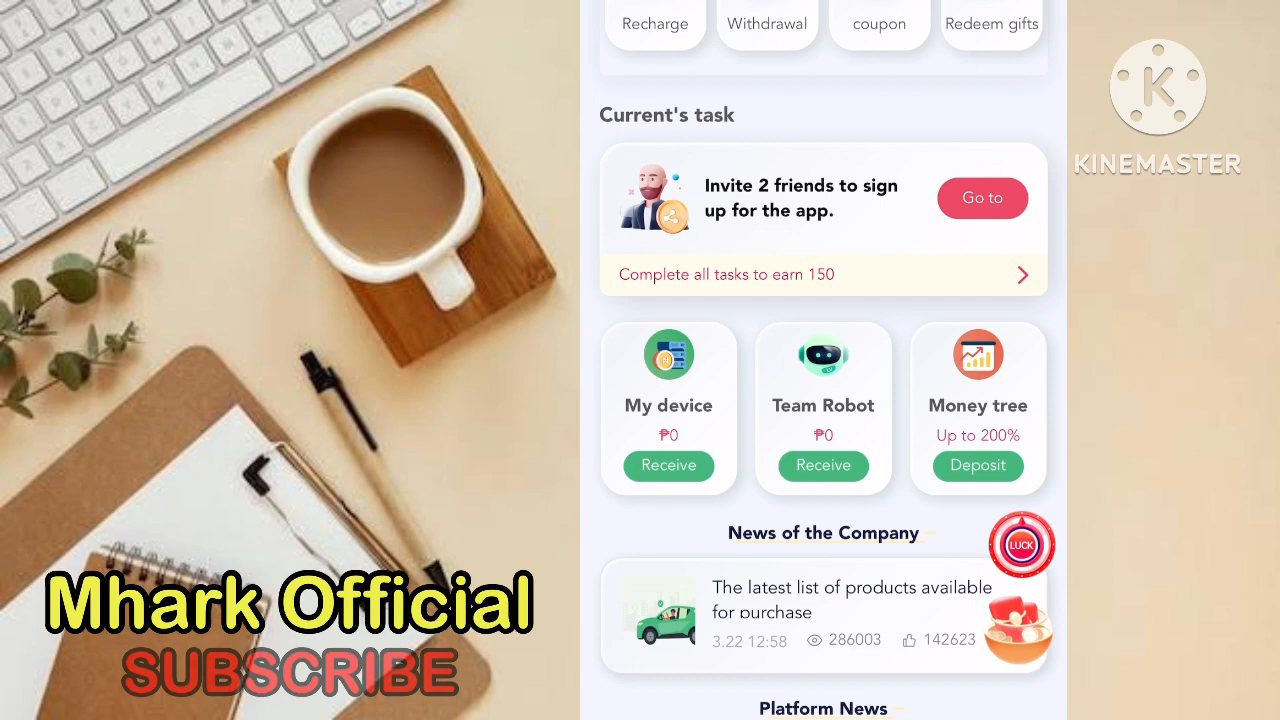 Recharge
Withdrawal
coupon
Redeem gifts
KINEMASTER
Current's task
Invite 2 friends to sign
up for the app.
Go to
Complete all tasks to earn 150
My device
Team Robot
Money tree
₱0
₱0
Up to 200%
Receive
Receive
Deposit
News of the Company
LUCK
The latest list of products available
for purchase
3.22 12:58
286003
142623
Platform News
Mhark Official
SUBSCRIBE